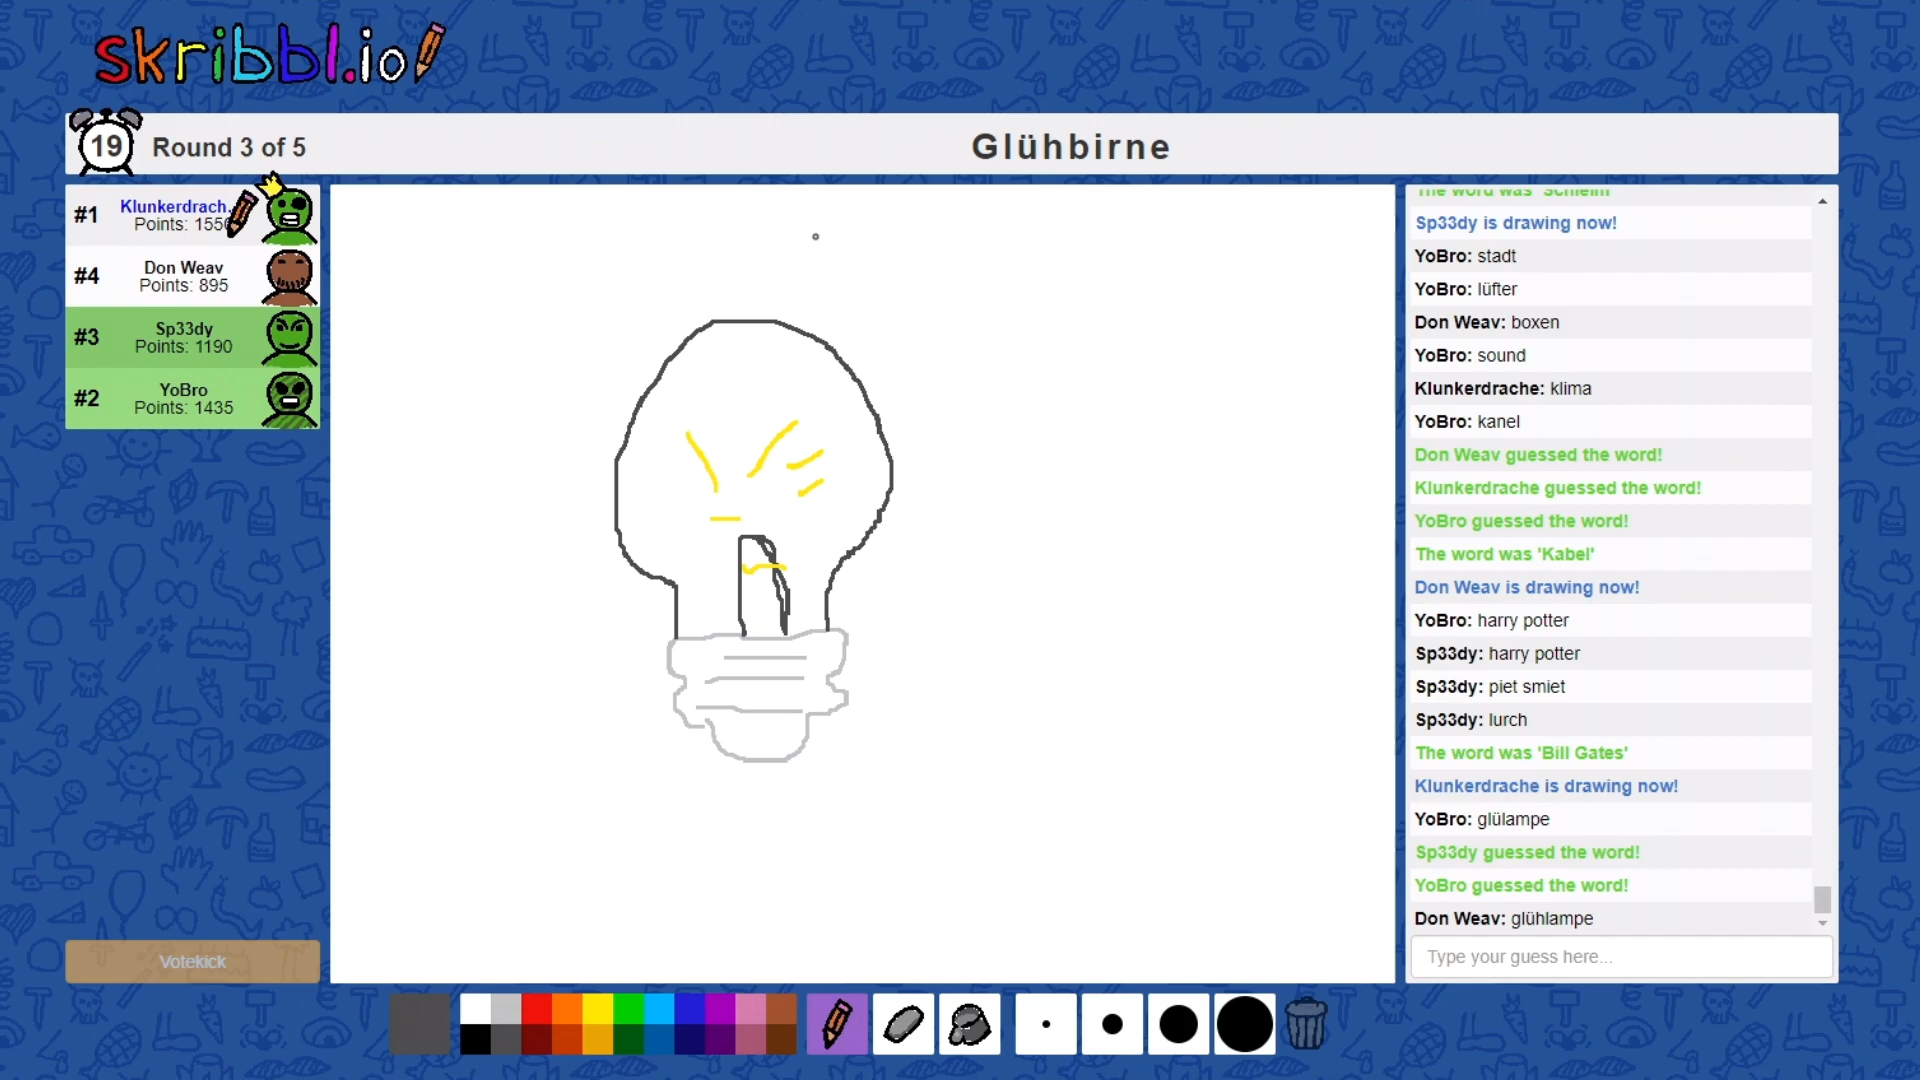 skribbl.io
19
Round 3 of 5
Glühbirne
#1
Klunkerdrach.
Points: 1556
#4
Don Weav
Points: 895
#3
Sp33dy
Points: 1190
#2
YoBro
Points: 1435
Votekick
The word was 'Schleim'
Sp33dy is drawing now!
YoBro: stadt
YoBro: lüfter
Don Weav: boxen
YoBro: sound
Klunkerdrache: klima
YoBro: kanel
Don Weav guessed the word!
Klunkerdrache guessed the word!
YoBro guessed the word!
The word was 'Kabel'
Don Weav is drawing now!
YoBro: harry potter
Sp33dy: harry potter
Sp33dy: piet smiet
Sp33dy: lurch
The word was 'Bill Gates'
Klunkerdrache is drawing now!
YoBro: glülampe
Sp33dy guessed the word!
YoBro guessed the word!
Don Weav: glühlampe
Type your guess here...